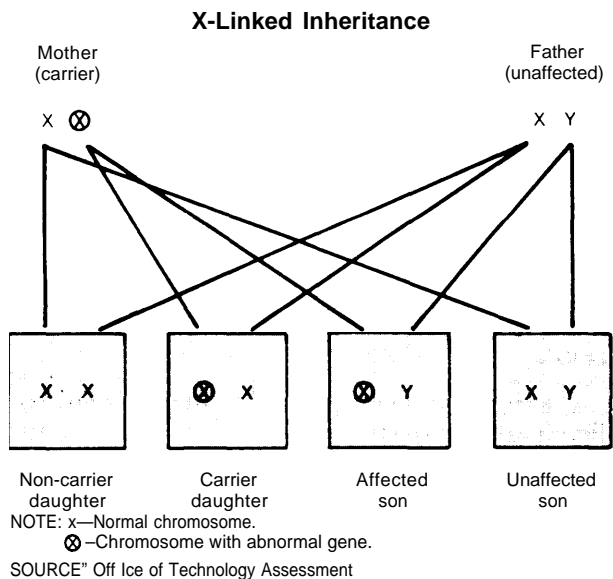 X-Linked Inheritance
Mother
(carrier)
Father
(unaffected)
X Ⓧ
X Y
X X
Ⓧ X
Ⓧ Y
X Y
Non-carrier
daughter
Carrier
daughter
Affected
son
Unaffected
son
NOTE: x—Normal chromosome.
Ⓧ –Chromosome with abnormal gene.
SOURCE” Off Ice of Technology Assessment